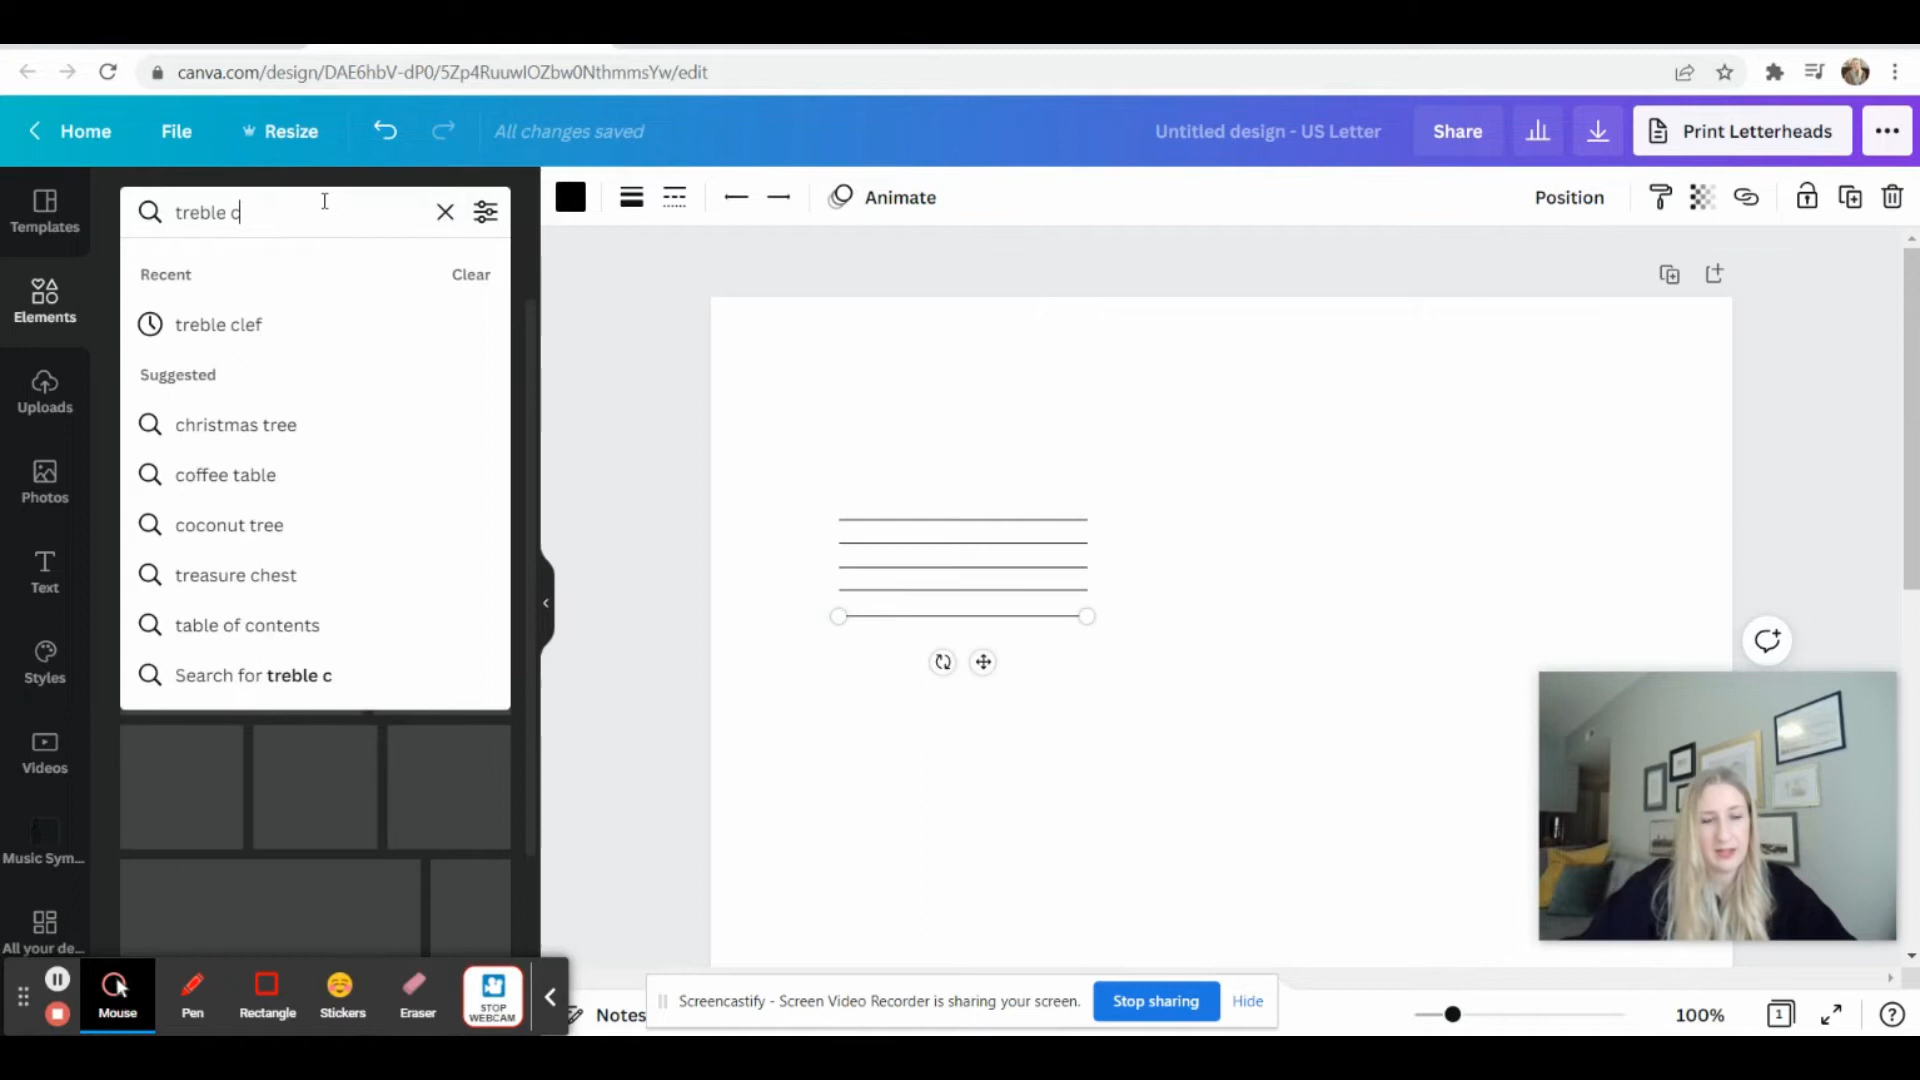 canva.com/design/DAE6hbV-dP0/5Zp4RuuwIOZbw0NthmmsYw/edit
Home File Resize All changes saved Untitled design - US Letter Share Print Letterheads
Templates
Elements
Uploads
Photos
Text
Styles
Videos
Music Sym...
All your de...
treble c
Recent Clear
treble clef
Suggested
christmas tree
coffee table
coconut tree
treasure chest
table of contents
Search for treble c
Animate Position
Mouse Pen Rectangle Stickers Eraser STOP WEBCAM
Notes
Screencastify - Screen Video Recorder is sharing your screen. Stop sharing Hide
100% 1